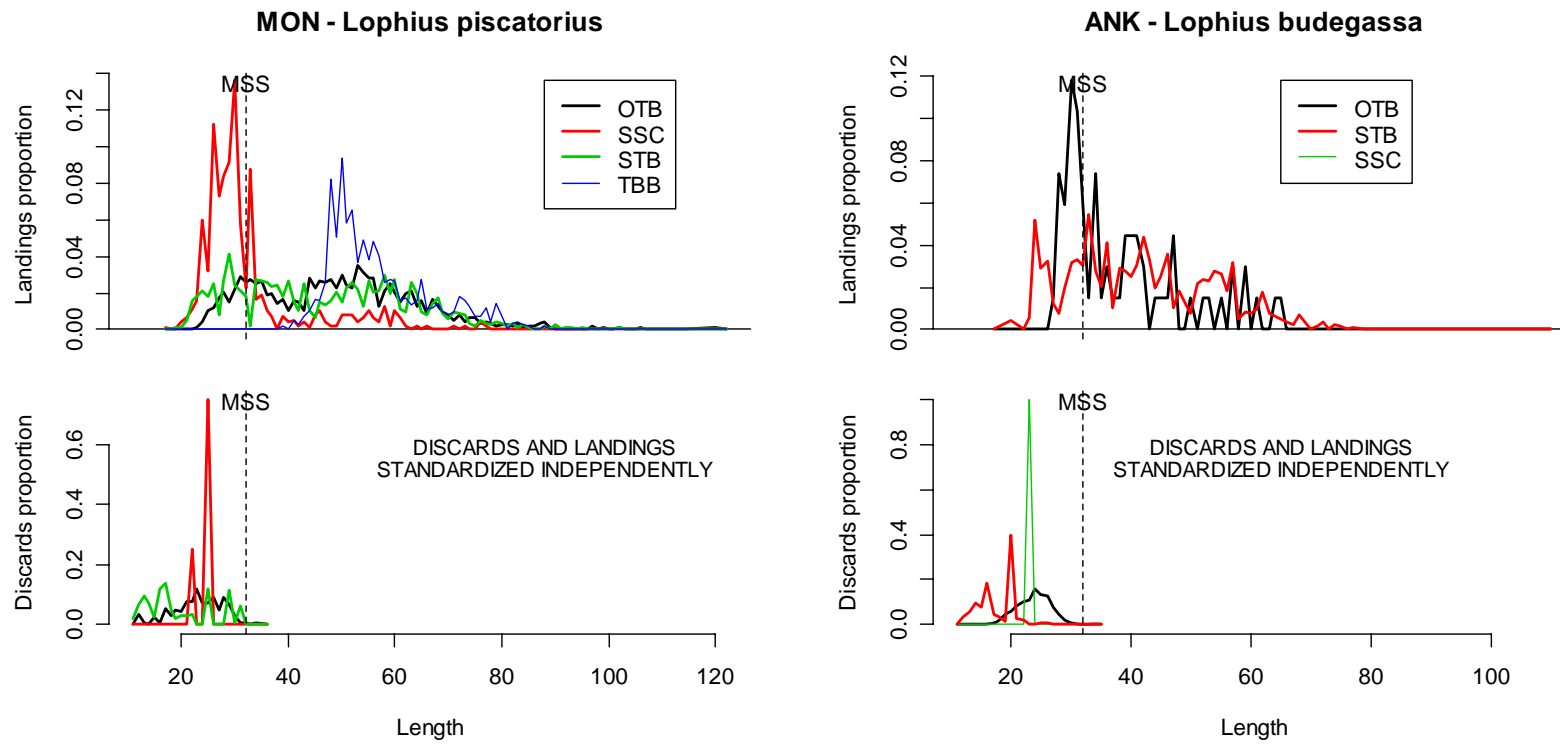 MON - Lophius piscatorius
Landings proportion
0.00 0.04 0.08 0.12
MSS
OTB
SSC
STB
TBB
Discards proportion
0.0 0.2 0.4 0.6
MSS
DISCARDS AND LANDINGS
STANDARDIZED INDEPENDENTLY
20 40 60 80 100 120
Length
ANK - Lophius budegassa
Landings proportion
0.00 0.04 0.08 0.12
MSS
OTB
STB
SSC
Discards proportion
0.0 0.4 0.8
MSS
DISCARDS AND LANDINGS
STANDARDIZED INDEPENDENTLY
20 40 60 80 100
Length